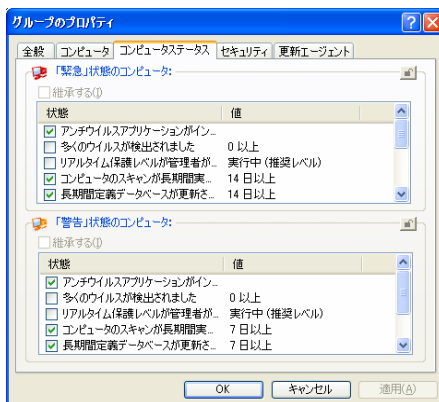 グループのプロパティ
全般 コンピュータ コンピュータステータス セキュリティ 更新エージェント
「緊急」状態のコンピュータ:
継承する(I)
状態 値
アンチウイルスアプリケーションがイン...
多くのウイルスが検出されました 0 以上
リアルタイム保護レベルが管理者が... 実行中 (推奨レベル)
コンピュータのスキャンが長期間実... 14 日以上
長期間定義データベースが更新さ... 14 日以上
「警告」状態のコンピュータ:
継承する(I)
状態 値
アンチウイルスアプリケーションがイン...
多くのウイルスが検出されました 0 以上
リアルタイム保護レベルが管理者が... 実行中 (推奨レベル)
コンピュータのスキャンが長期間実... 7 日以上
長期間定義データベースが更新さ... 7 日以上
OK キャンセル 適用(A)